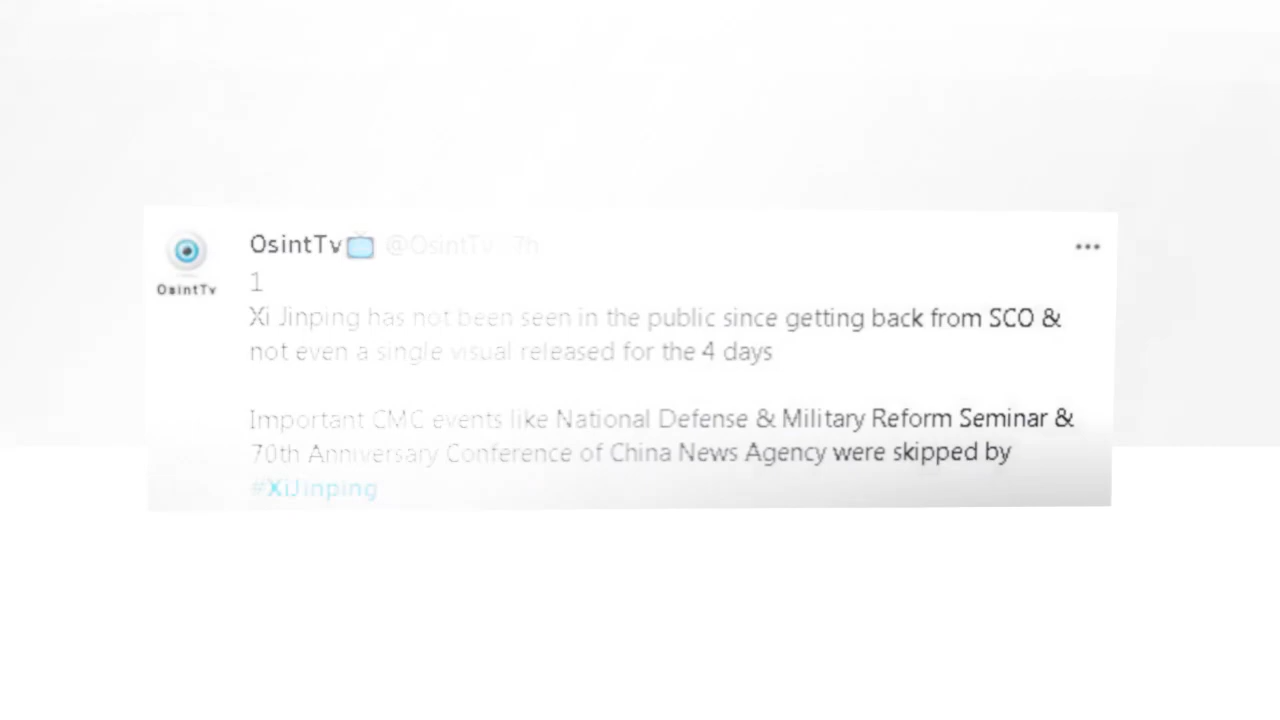 OsintTv @OsintTv 7h
OsintTv
1
Xi Jinping has not been seen in the public since getting back from SCO &
not even a single visual released for the 4 days
Important CMC events like National Defense & Military Reform Seminar &
70th Anniversary Conference of China News Agency were skipped by
#XiJinping